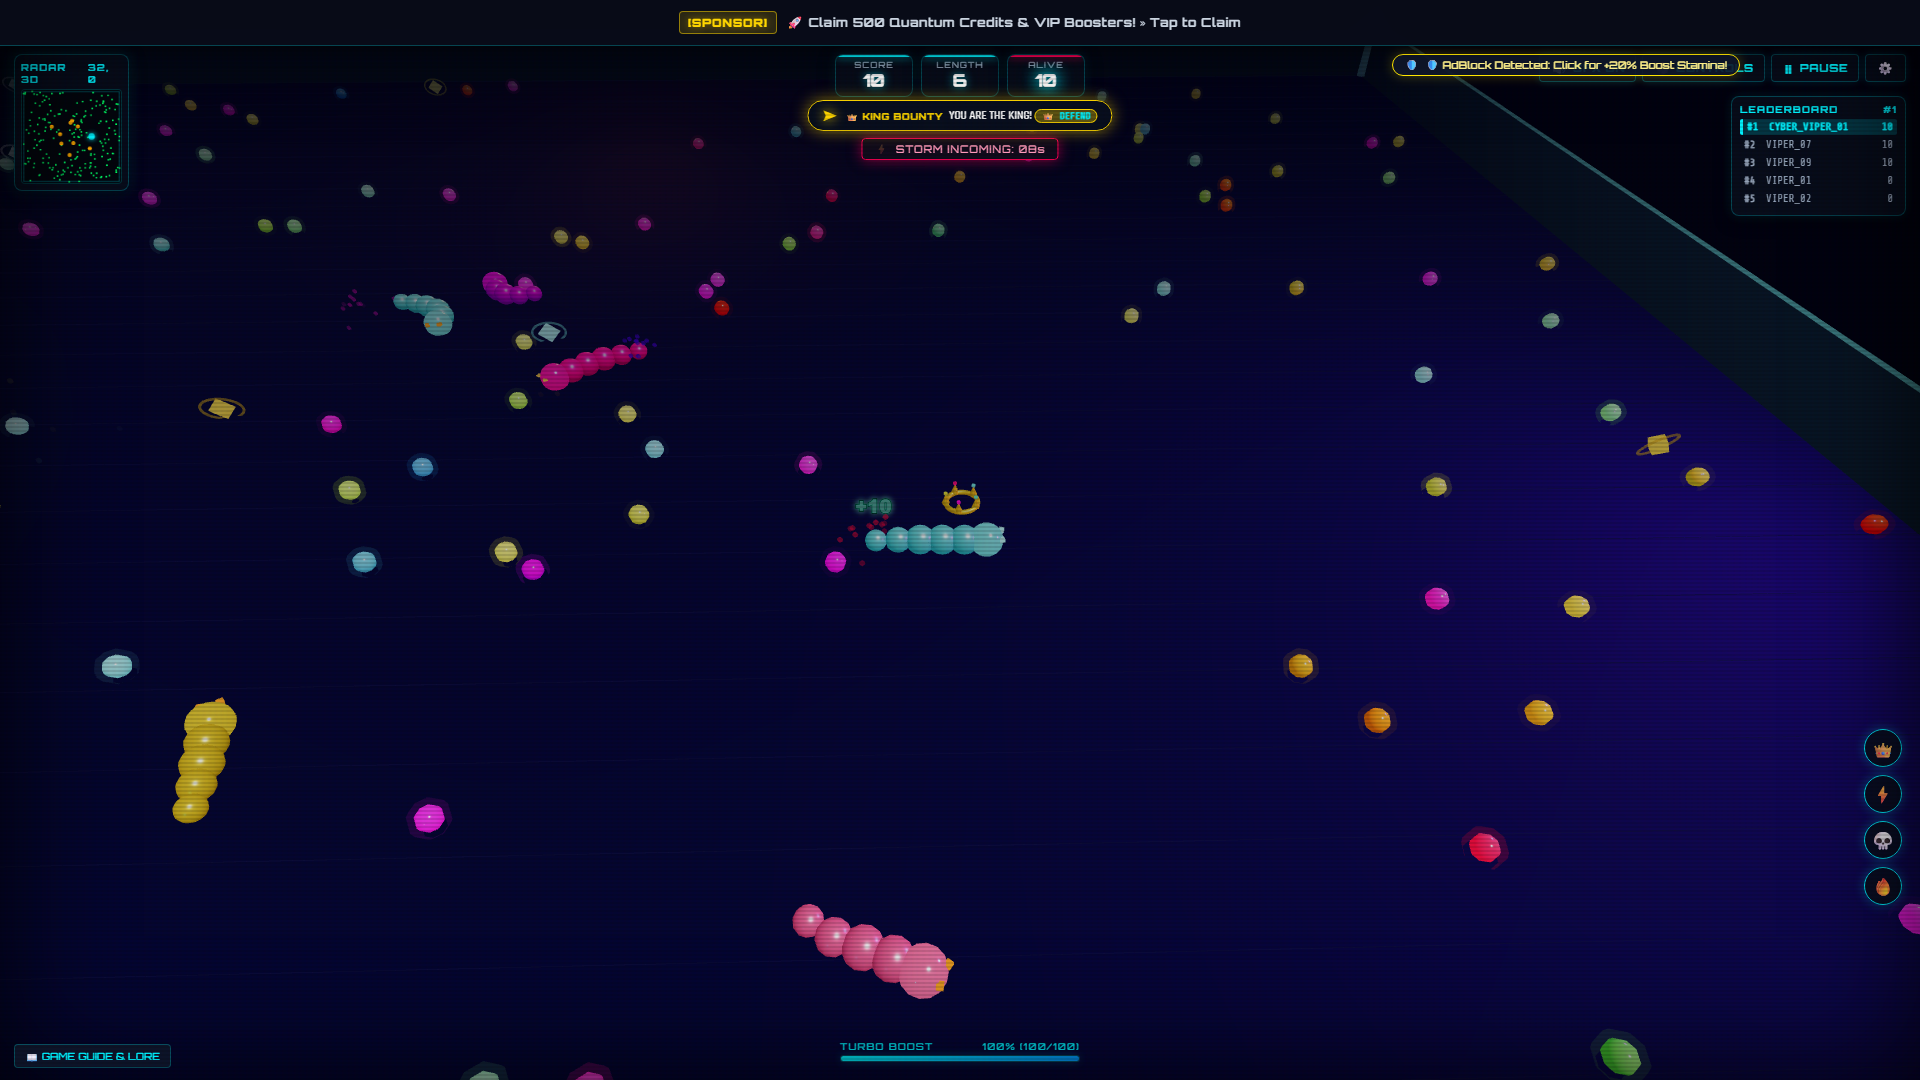 [SPONSOR] 🚀 Claim 500 Quantum Credits & VIP Boosters! » Tap to Claim
RADAR 3D
32, 0
SCORE
10
LENGTH
6
ALIVE
10
AdBlock Detected: Click for +20% Boost Stamina!
LS
PAUSE
KING BOUNTY YOU ARE THE KING! DEFEND
STORM INCOMING: 08s
LEADERBOARD #1
#1 CYBER_VIPER_01 10
#2 VIPER_07 10
#3 VIPER_09 10
#4 VIPER_01 0
#5 VIPER_02 0
+10
GAME GUIDE & LORE
TURBO BOOST 100% (100/100)